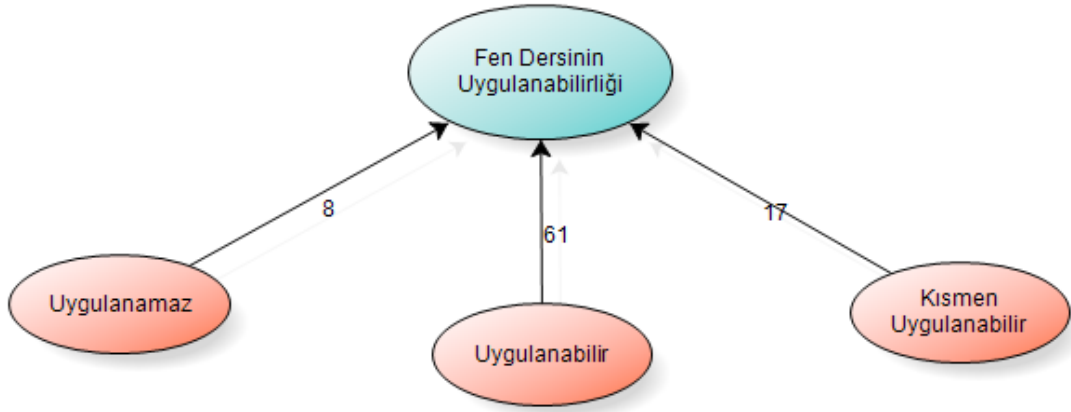 Fen Dersinin
Uygulanabilirliği
8
61
17
Uygulanamaz
Uygulanabilir
Kısmen
Uygulanabilir